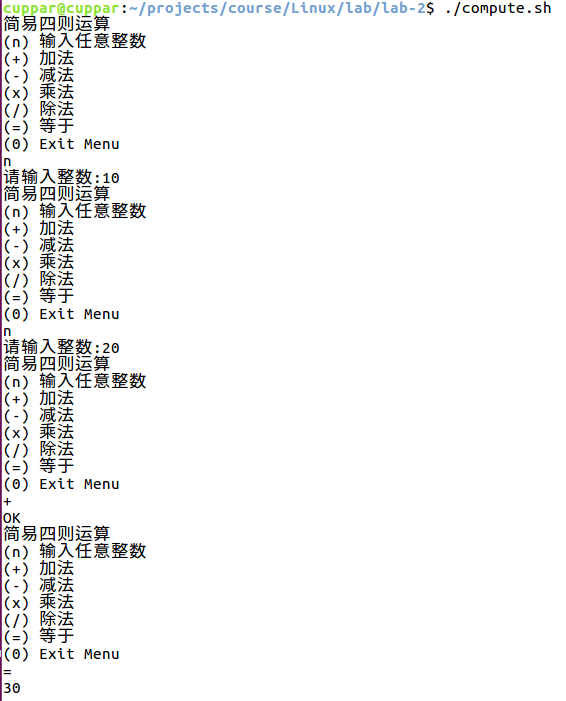 cuppar@cuppar:~/projects/course/Linux/lab/lab-2$ ./compute.sh
简易四则运算
(n) 输入任意整数
(+) 加法
(-) 减法
(x) 乘法
(/) 除法
(=) 等于
(0) Exit Menu
n
请输入整数:10
简易四则运算
(n) 输入任意整数
(+) 加法
(-) 减法
(x) 乘法
(/) 除法
(=) 等于
(0) Exit Menu
n
请输入整数:20
简易四则运算
(n) 输入任意整数
(+) 加法
(-) 减法
(x) 乘法
(/) 除法
(=) 等于
(0) Exit Menu
+
OK
简易四则运算
(n) 输入任意整数
(+) 加法
(-) 减法
(x) 乘法
(/) 除法
(=) 等于
(0) Exit Menu
=
30